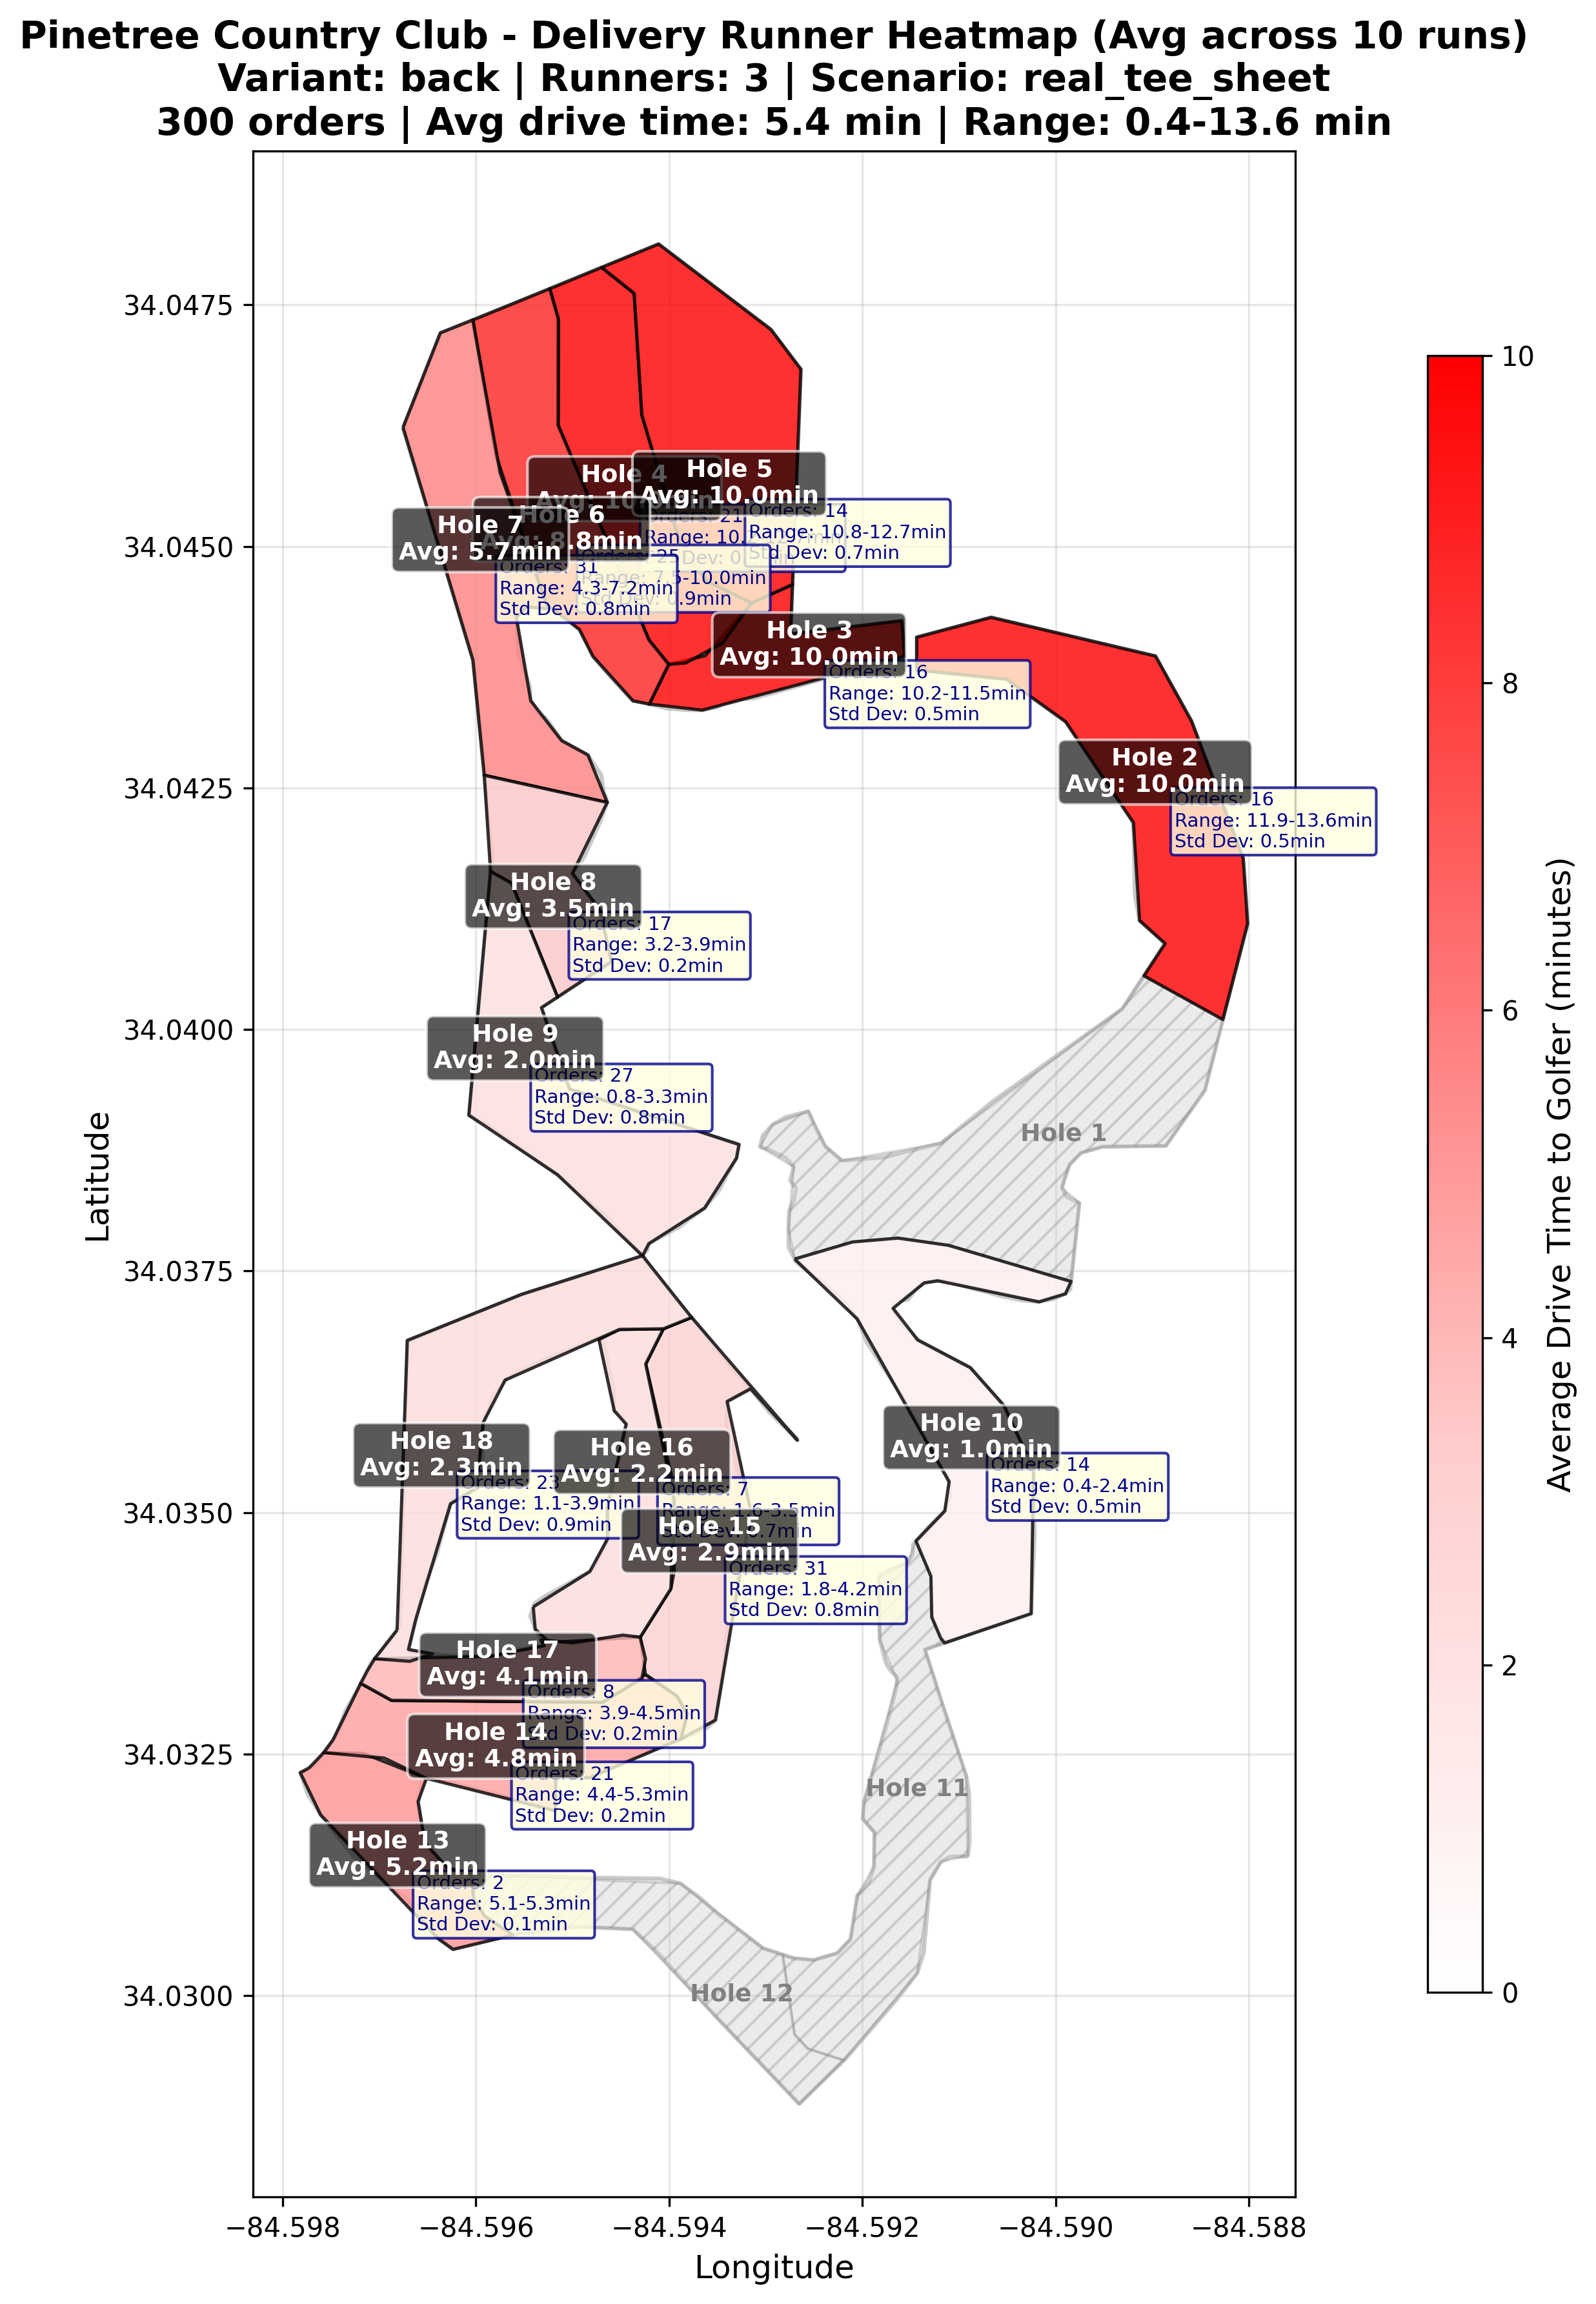 Pinetree Country Club - Delivery Runner Heatmap (Avg across 10 runs)
Variant: back | Runners: 3 | Scenario: real_tee_sheet
300 orders | Avg drive time: 5.4 min | Range: 0.4-13.6 min
34.0475
34.0450
34.0425
34.0400
34.0375
34.0350
34.0325
34.0300
Latitude
−84.598
−84.596
−84.594
−84.592
−84.590
−84.588
Longitude
10
8
6
4
2
0
Average Drive Time to Golfer (minutes)
Hole 4
Hole 5
Avg: 10.0min
Orders: 14
Range: 10.8-12.7min
Std Dev: 0.7min
Hole 6
Avg: 8.8min
Orders: 25
Range: 7.5-10.0min
0.9min
Hole 7
Avg: 5.7min
Orders: 31
Range: 4.3-7.2min
Std Dev: 0.8min
Hole 3
Avg: 10.0min
Orders: 16
Range: 10.2-11.5min
Std Dev: 0.5min
Hole 2
Avg: 10.0min
Orders: 16
Range: 11.9-13.6min
Std Dev: 0.5min
Hole 8
Avg: 3.5min
Orders: 17
Range: 3.2-3.9min
Std Dev: 0.2min
Hole 9
Avg: 2.0min
Orders: 27
Range: 0.8-3.3min
Std Dev: 0.8min
Hole 1
Hole 10
Avg: 1.0min
Orders: 14
Range: 0.4-2.4min
Std Dev: 0.5min
Hole 18
Avg: 2.3min
Orders: 23
Range: 1.1-3.9min
Std Dev: 0.9min
Hole 16
Avg: 2.2min
Orders: 7
Range: 1.6-3.5min
Std Dev: 0.7min
Hole 15
Avg: 2.9min
Orders: 31
Range: 1.8-4.2min
Std Dev: 0.8min
Hole 17
Avg: 4.1min
Orders: 8
Range: 3.9-4.5min
Std Dev: 0.2min
Hole 14
Avg: 4.8min
Orders: 21
Range: 4.4-5.3min
Std Dev: 0.2min
Hole 11
Hole 13
Avg: 5.2min
Orders: 2
Range: 5.1-5.3min
Std Dev: 0.1min
Hole 12